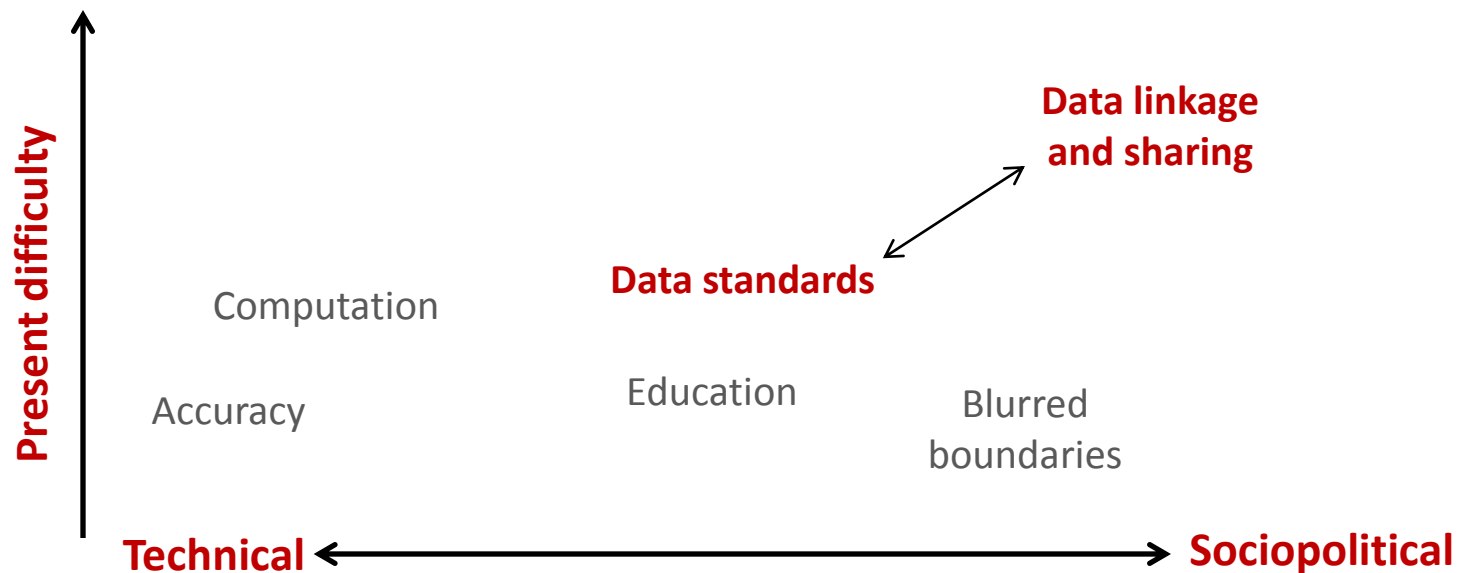 Present difficulty
Data linkage
and sharing
Data standards
Computation
Education
Accuracy
Blurred
boundaries
Technical
Sociopolitical